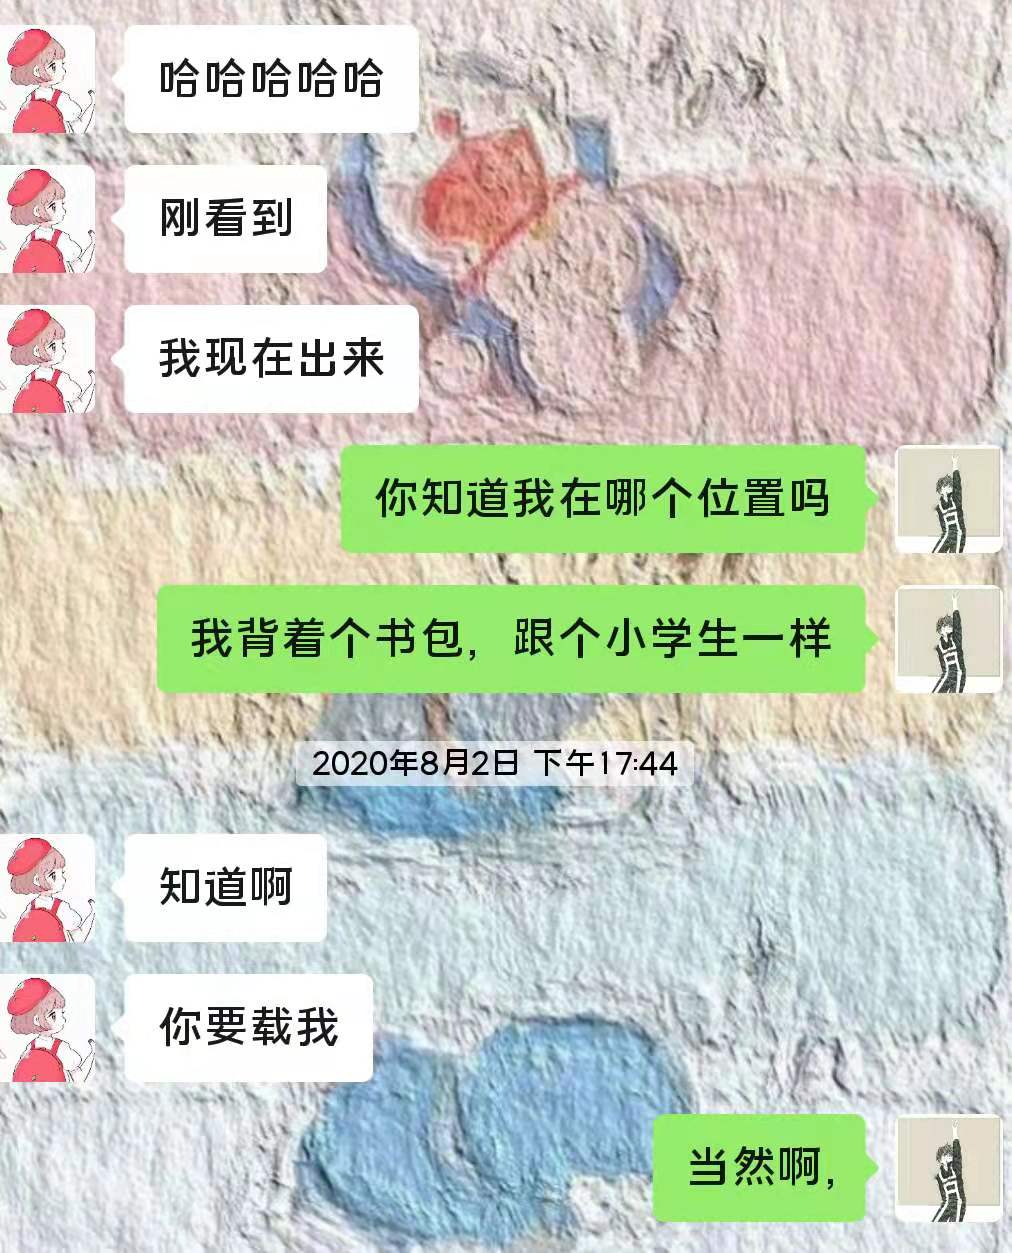 哈哈哈哈哈
刚看到
我现在出来
你知道我在哪个位置吗
我背着个书包，跟个小学生一样
2020年8月2日 下午17:44
知道啊
你要载我
当然啊，